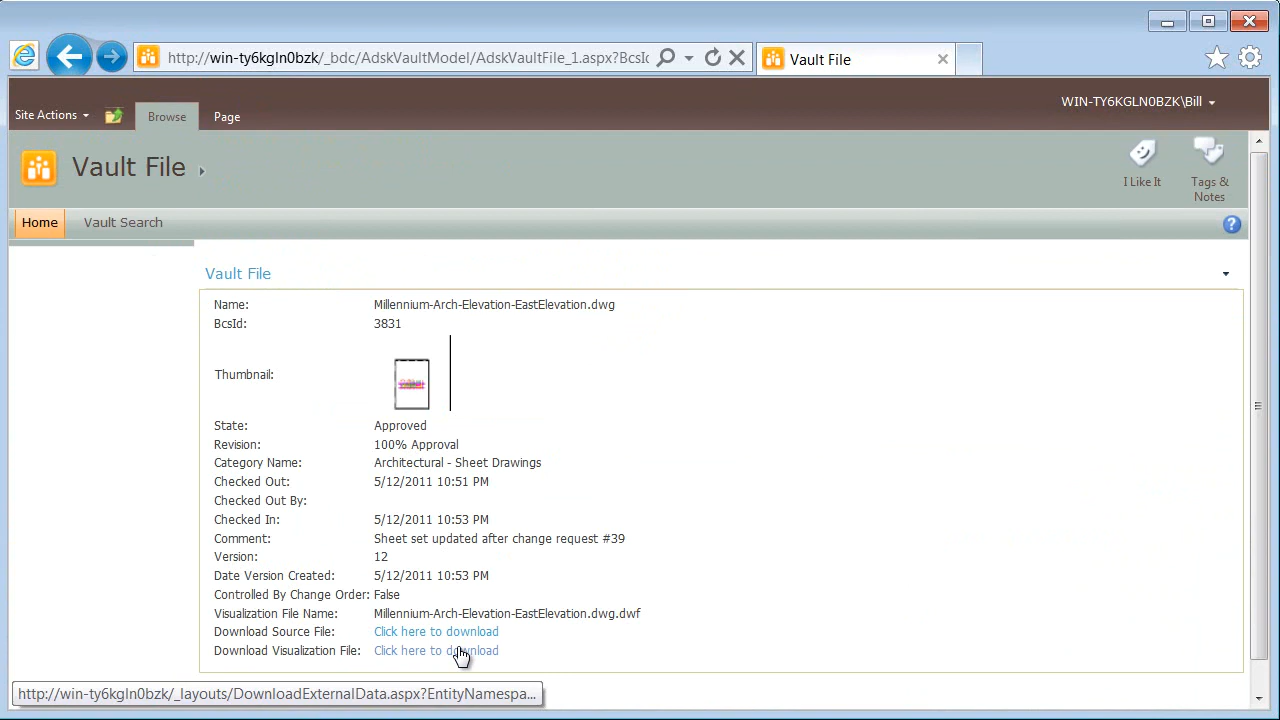 http://win-ty6kgln0bzk/_bdc/AdskVaultModel/AdskVaultFile_1.aspx?BcsId
Vault File
Site Actions
Browse
Page
WIN-TY6KGLN0BZK\Bill
Vault File
I Like It
Tags & Notes
Home
Vault Search
Vault File
Name: Millennium-Arch-Elevation-EastElevation.dwg
BcsId: 3831
Thumbnail:
State: Approved
Revision: 100% Approval
Category Name: Architectural - Sheet Drawings
Checked Out: 5/12/2011 10:51 PM
Checked Out By:
Checked In: 5/12/2011 10:53 PM
Comment: Sheet set updated after change request #39
Version: 12
Date Version Created: 5/12/2011 10:53 PM
Controlled By Change Order: False
Visualization File Name: Millennium-Arch-Elevation-EastElevation.dwg.dwf
Download Source File: Click here to download
Download Visualization File: Click here to download
http://win-ty6kgln0bzk/_layouts/DownloadExternalData.aspx?EntityNamespa...